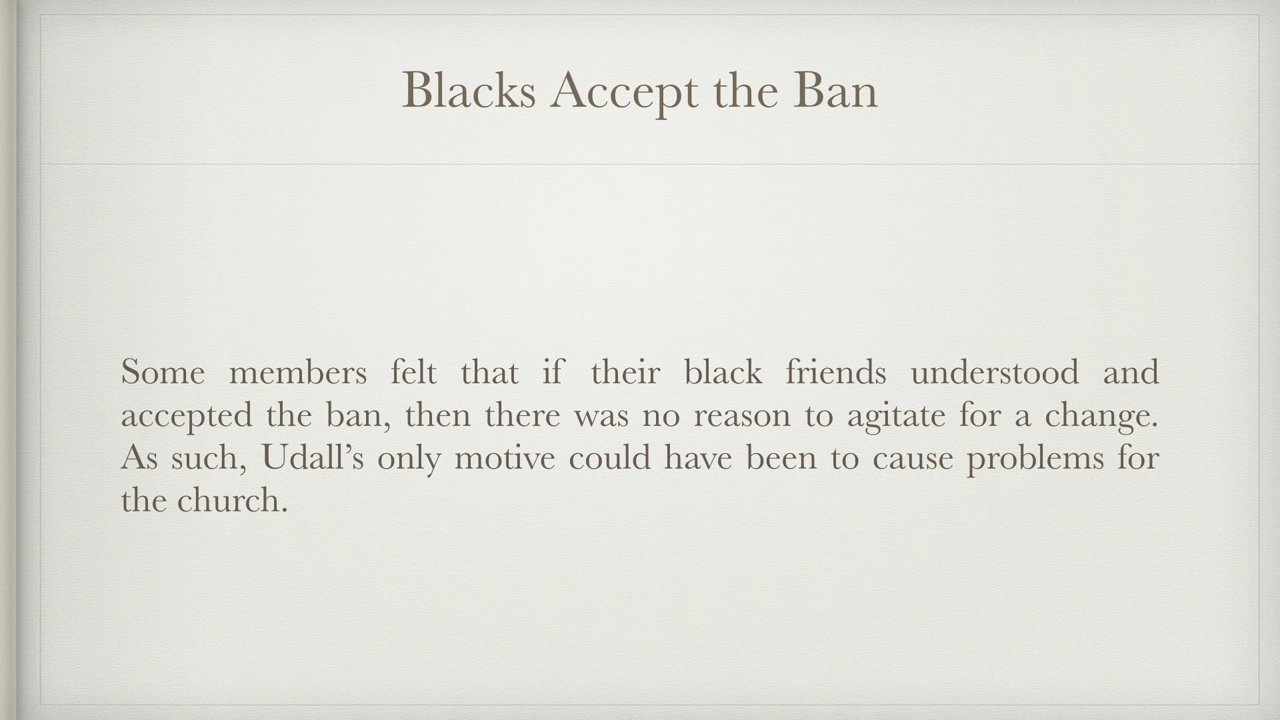 Blacks Accept the Ban
Some members felt that if their black friends understood and
accepted the ban, then there was no reason to agitate for a change.
As such, Udall’s only motive could have been to cause problems for
the church.